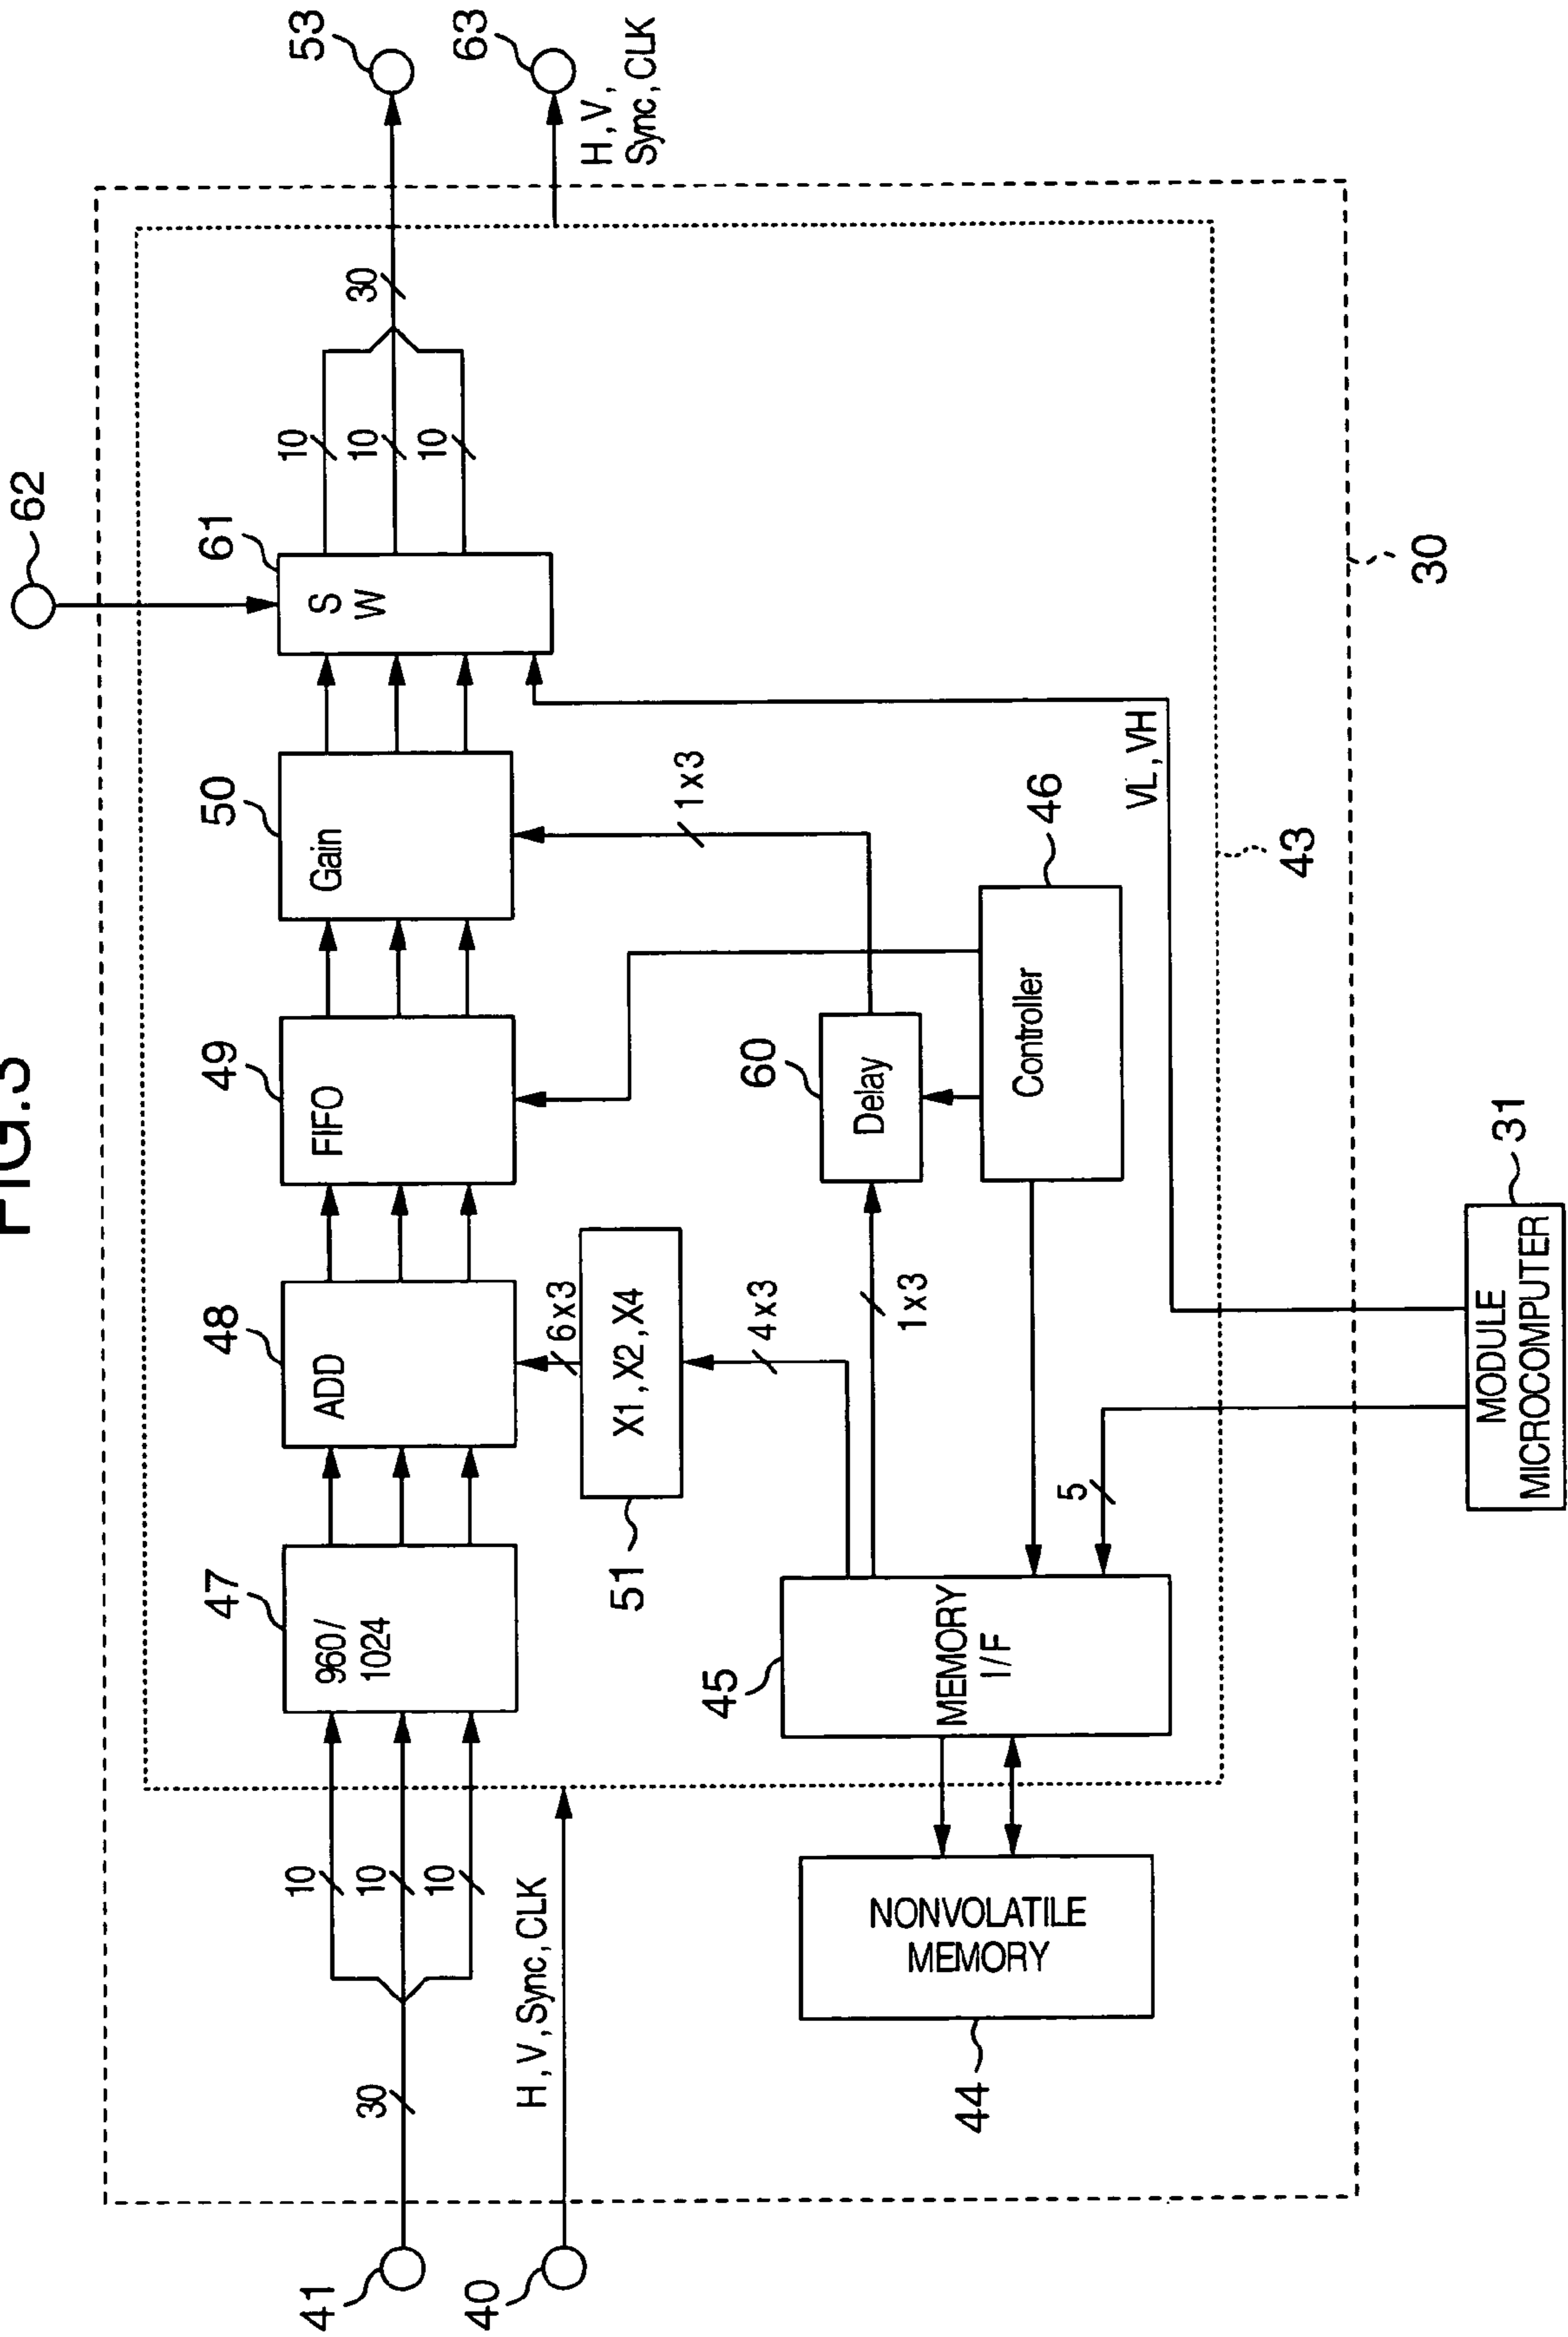 FIG.3
62
53
63
H, V,
Sync, CLK
30
10
10
10
61
S
W
50
Gain
49
FIFO
48
ADD
47
960/
1024
10
10
10
30
41
40
H, V, Sync, CLK
1x3
6x3
X1, X2, X4
51
4x3
60
Delay
1x3
46
Controller
VL, VH
43
30
45
MEMORY
I/F
5
NONVOLATILE
MEMORY
44
31
MODULE
MICROCOMPUTER